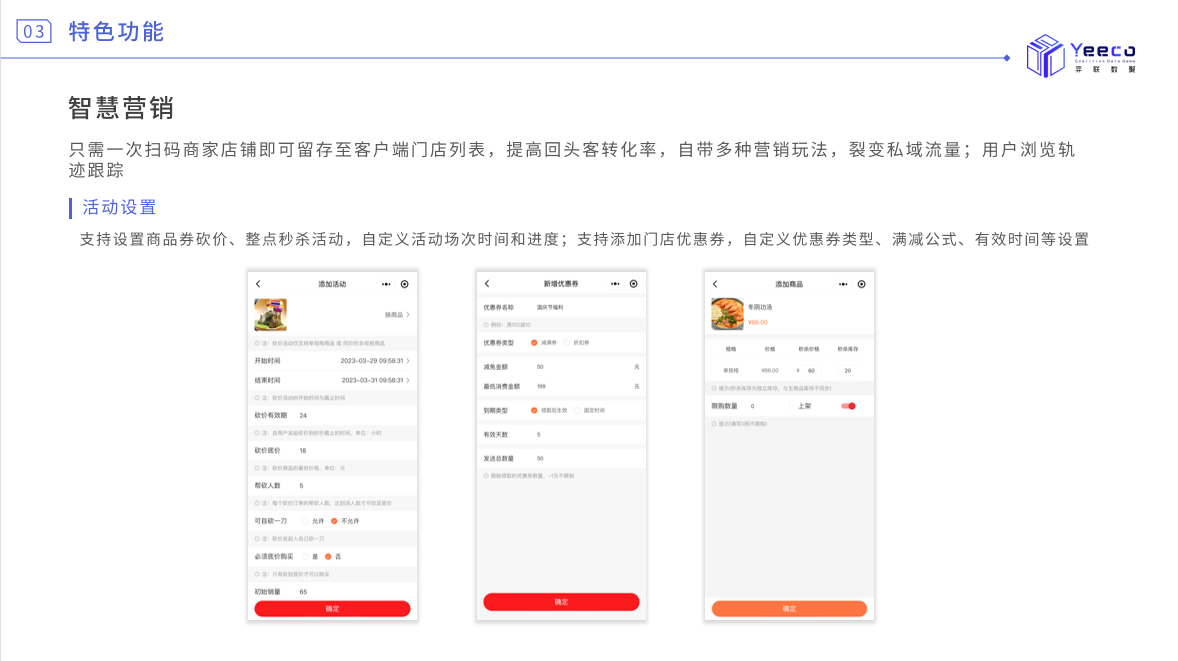 03 特色功能
Yeeco
Coalition Data Game
弈 联 数 据
智慧营销
只需一次扫码商家店铺即可留存至客户端门店列表，提高回头客转化率，自带多种营销玩法，裂变私域流量；用户浏览轨
迹跟踪
活动设置
支持设置商品券砍价、整点秒杀活动，自定义活动场次时间和进度；支持添加门店优惠券，自定义优惠券类型、满减公式、有效时间等设置
添加活动
换商品
注：砍价活动仅支持单规格商品 或 同价的多规格商品
开始时间 2023-03-29 09:58:31
结束时间 2023-03-31 09:58:31
注：砍价活动的开始时间与截止时间
砍价有效期 24
注：自用户发起砍价到砍价截止的时间，单位：小时
砍价底价 18
注：砍价商品的最低价格，单位：元
帮砍人数 5
注：每个砍价订单的帮砍人数，达到该人数才可砍至底价
可自砍一刀 允许 不允许
注：砍价发起人自己砍一刀
必须底价购买 是 否
注：只有砍到底价才可以购买
初始销量 65
确定
新增优惠券
优惠券名称 国庆节福利
例如：满100减10
优惠券类型 满减券 折扣券
减免金额 50 元
最低消费金额 199 元
到期类型 领取后生效 固定时间
有效天数 5
发送总数量 50
限制领取的优惠券数量，-1为不限制
确定
添加商品
冬阴功汤
¥88.00
规格 价格 秒杀价格 秒杀库存
单规格 ¥88.00 ¥ 60 20
提示(秒杀库存为独立库存，与主商品库存不同步)
限购数量 0 上架
提示(填写0则不限购)
确定